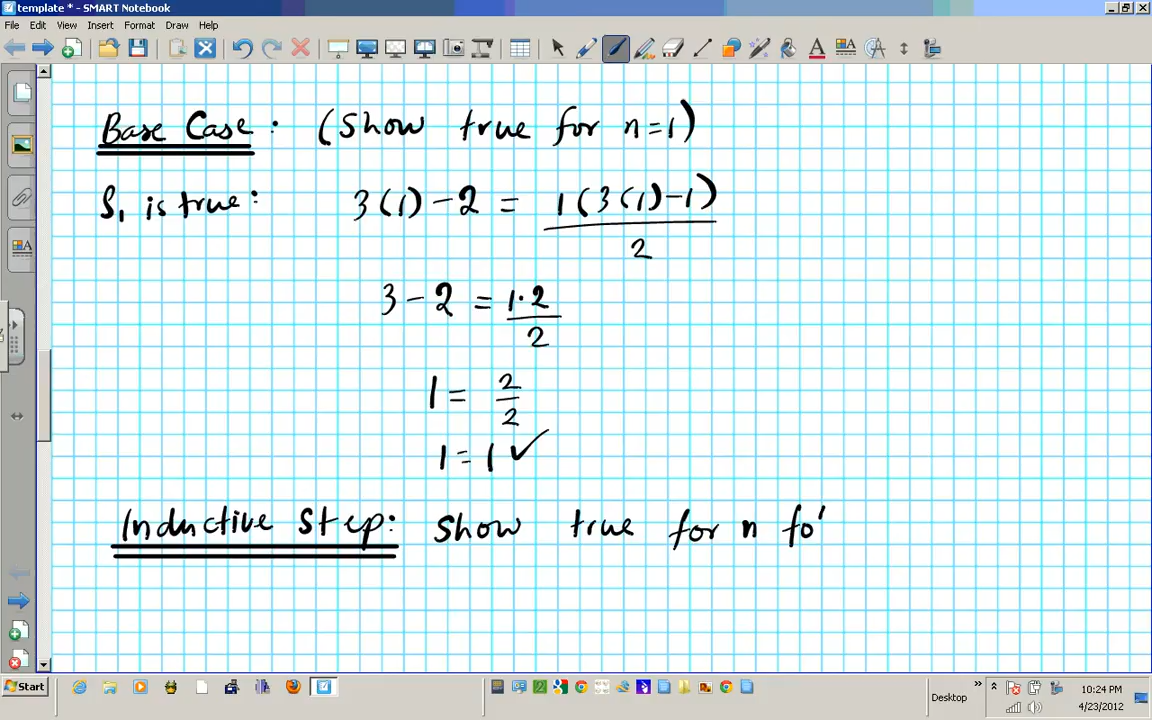 template * - SMART Notebook
File Edit View Insert Format Tools Draw Help
Base Case : (Show true for n=1)
S₁ is true: 3(1)-2 = 1(3(1)-1)
2
3-2 = 1·2
2
1 = 2
2
1=1 ✓
Inductive Step: Show true for n fo
Start
Desktop
10:24 PM
4/23/2012